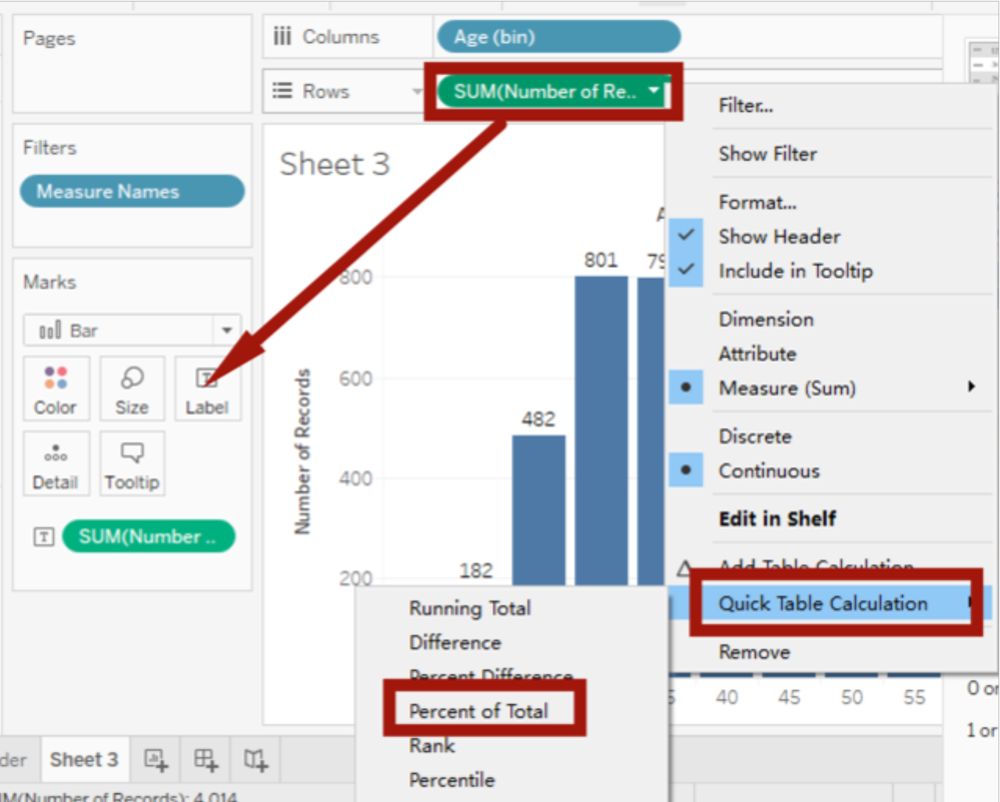 Pages
Columns
Age (bin)
Rows
SUM(Number of Re..
Filters
Measure Names
Marks
Bar
Color
Size
Label
Detail
Tooltip
SUM(Number ..
Sheet 3
801
482
182
800
600
400
200
Number of Records
40
45
50
55
Filter...
Show Filter
Format...
Show Header
Include in Tooltip
Dimension
Attribute
Measure (Sum)
Discrete
Continuous
Edit in Shelf
Add Table Calculation
Quick Table Calculation
Remove
Running Total
Difference
Percent Difference
Percent of Total
Rank
Percentile
0 or
1 or
Sheet 3
SUM(Number of Records): 4,014